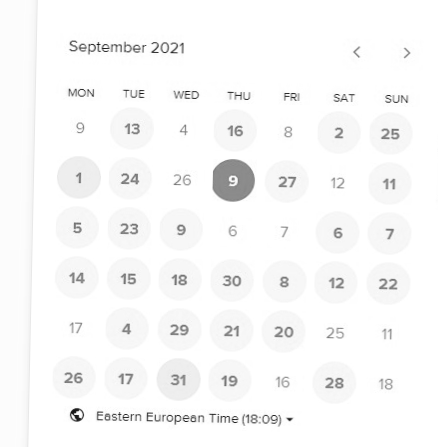 September 2021 < >
MON TUE WED THU FRI SAT SUN
9 13 4 16 8 2 25
1 24 26 9 27 12 11
5 23 9 6 7 6 7
14 15 18 30 8 12 22
17 4 29 21 20 25 11
26 17 31 19 16 28 18
Eastern European Time (18:09)